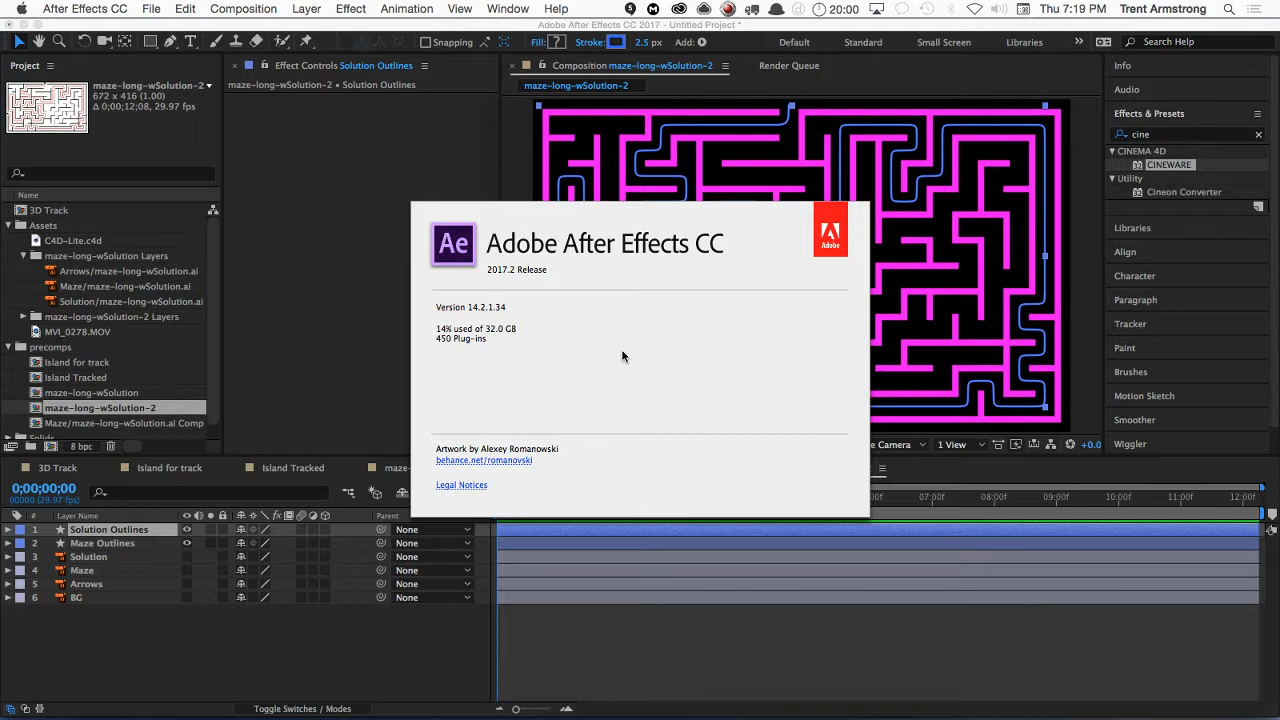 After Effects CC File Edit Composition Layer Effect Animation View Window Help 20:00 Thu 7:19 PM Trent Armstrong
Adobe After Effects CC 2017 - Untitled Project *
Snapping Fill: ? Stroke: 2.5 px Add: Default Standard Small Screen Libraries Search Help
Project
Effect Controls Solution Outlines
Composition maze-long-wSolution-2
Render Queue
Info
maze-long-wSolution-2
672 x 416 (1.00)
Δ 0;00;12;08, 29.97 fps
maze-long-wSolution-2 • Solution Outlines
maze-long-wSolution-2
Audio
Effects & Presets
cine
CINEMA 4D
CINEWARE
Utility
Cineon Converter
Libraries
Align
Character
Paragraph
Tracker
Paint
Brushes
Motion Sketch
Smoother
Wiggler
Name
3D Track
Assets
C4D-Lite.c4d
maze-long-wSolution Layers
Arrows/maze-long-wSolution.ai
Maze/maze-long-wSolution.ai
Solution/maze-long-wSolution.ai
maze-long-wSolution-2 Layers
MVI_0278.MOV
precomps
Island for track
Island Tracked
maze-long-wSolution
maze-long-wSolution-2
Maze/maze-long-wSolution.ai Comp
Solids
8 bpc
Ae Adobe After Effects CC
Adobe
2017.2 Release
Version 14.2.1.34
14% used of 32.0 GB
450 Plug-ins
Artwork by Alexey Romanowski
behance.net/romanovski
Legal Notices
Camera 1 View +0.0
3D Track Island for track Island Tracked
0;00;00;00
00000 (29.97 fps)
07:00f 08:00f 09:00f 10:00f 11:00f 12:00f
# Layer Name Parent
1 Solution Outlines None
2 Maze Outlines None
3 Solution None
4 Maze None
5 Arrows None
6 BG None
Toggle Switches / Modes